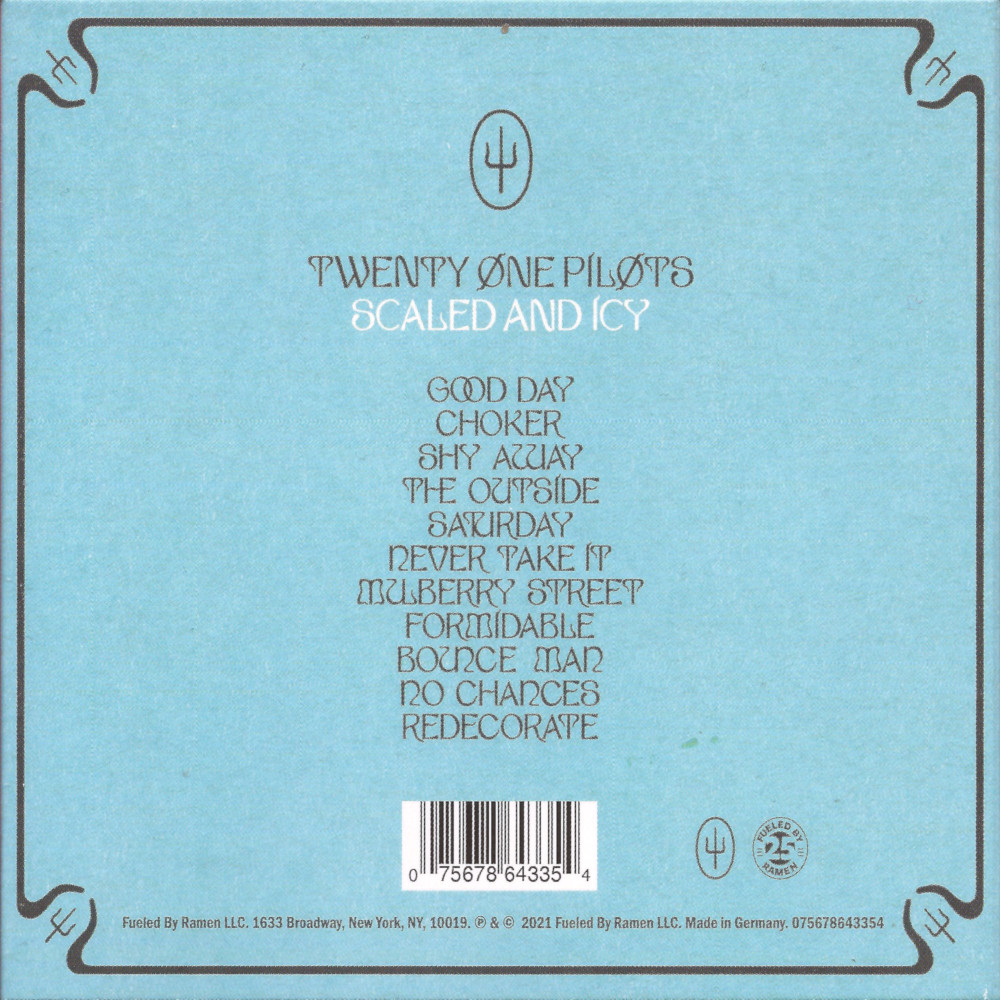 TWENTY ØNE PILØTS
SCALED AND ICY
GOOD DAY
CHOKER
SHY AWAY
THE OUTSIDE
SATURDAY
NEVER TAKE IT
MULBERRY STREET
FORMIDABLE
BOUNCE MAN
NO CHANCES
REDECORATE
0 75678 64335 4
FUELED BY
25
RAMEN
Fueled By Ramen LLC. 1633 Broadway, New York, NY, 10019. ℗ & © 2021 Fueled By Ramen LLC. Made in Germany. 075678643354